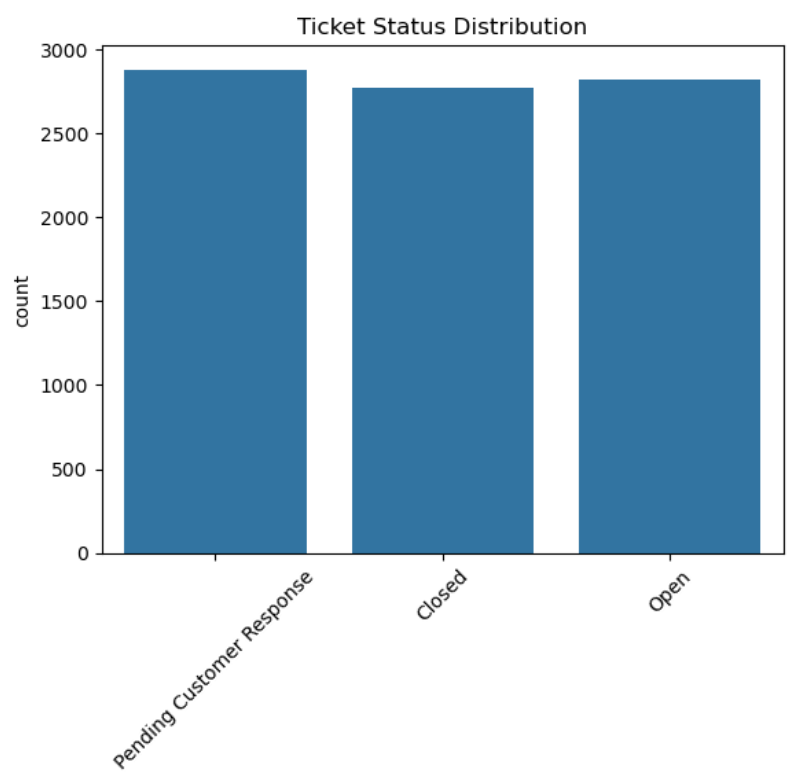 Ticket Status Distribution
3000
2500
2000
1500
1000
500
0
count
Pending Customer Response
Closed
Open